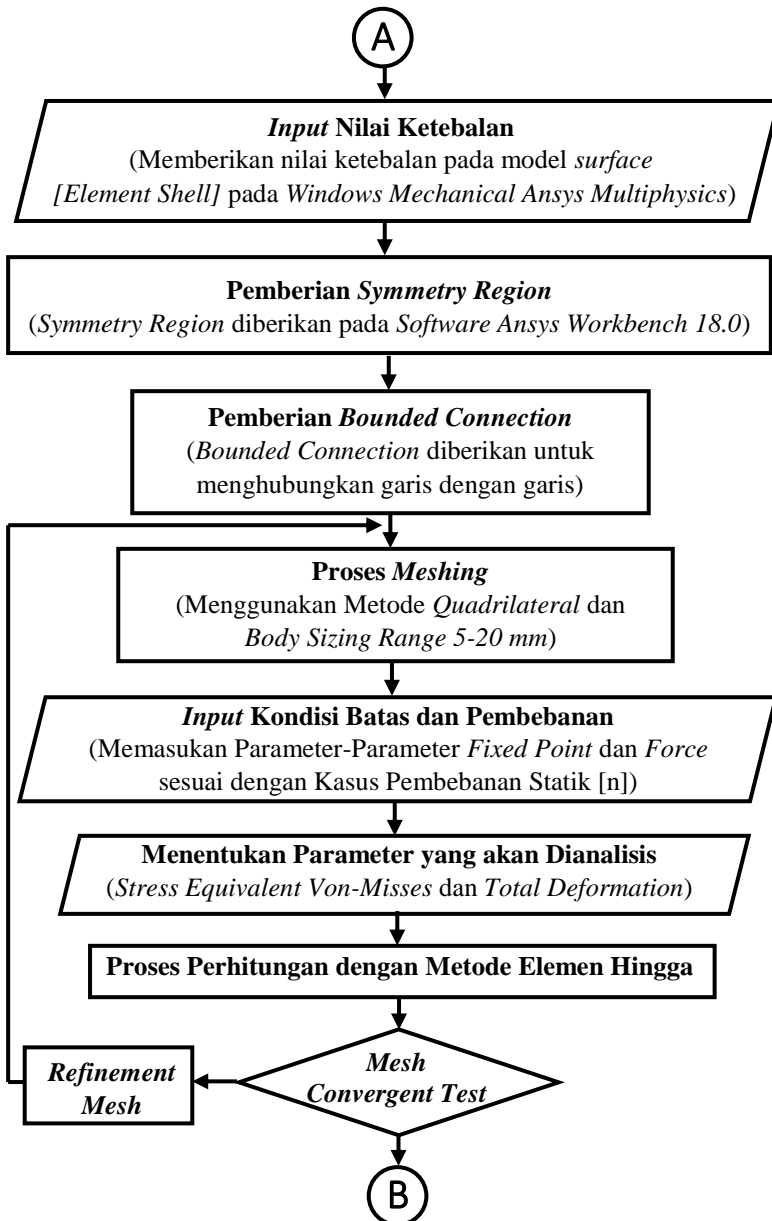 A
Input Nilai Ketebalan
(Memberikan nilai ketebalan pada model surface
[Element Shell] pada Windows Mechanical Ansys Multiphysics)
Pemberian Symmetry Region
(Symmetry Region diberikan pada Software Ansys Workbench 18.0)
Pemberian Bounded Connection
(Bounded Connection diberikan untuk
menghubungkan garis dengan garis)
Proses Meshing
(Menggunakan Metode Quadrilateral dan
Body Sizing Range 5-20 mm)
Input Kondisi Batas dan Pembebanan
(Memasukan Parameter-Parameter Fixed Point dan Force
sesuai dengan Kasus Pembebanan Statik [n])
Menentukan Parameter yang akan Dianalisis
(Stress Equivalent Von-Misses dan Total Deformation)
Proses Perhitungan dengan Metode Elemen Hingga
Mesh
Convergent Test
Refinement
Mesh
B